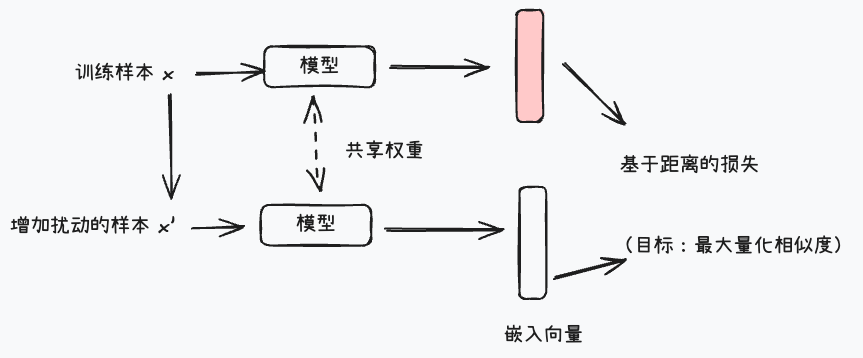 训练样本 x
模型
共享权重
基于距离的损失
增加扰动的样本 x'
模型
（目标：最大量化相似度）
嵌入向量